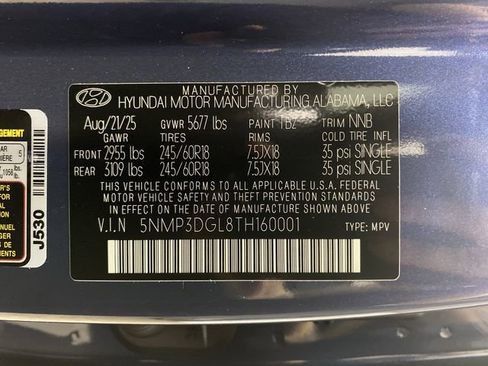 MANUFACTURED BY
HYUNDAI MOTOR MANUFACTURING ALABAMA, LLC
Aug/21/25 GVWR 5677 lbs PAINT TB7 TRIM NNB
TIRES RIMS COLD TIRE INFL
FRONT 2955 lbs 245/60R18 7.5JX18 35 psi SINGLE
REAR 3109 lbs 245/60R18 7.5JX18 35 psi SINGLE
THIS VEHICLE CONFORMS TO ALL APPLICABLE U.S.A. FEDERAL
MOTOR VEHICLE SAFETY AND THEFT PREVENTION STANDARDS
IN EFFECT ON THE DATE OF MANUFACTURE SHOWN ABOVE.
V.I.N 5NMP3DGL8TH160001 TYPE: MPV
5
lbs.
J530